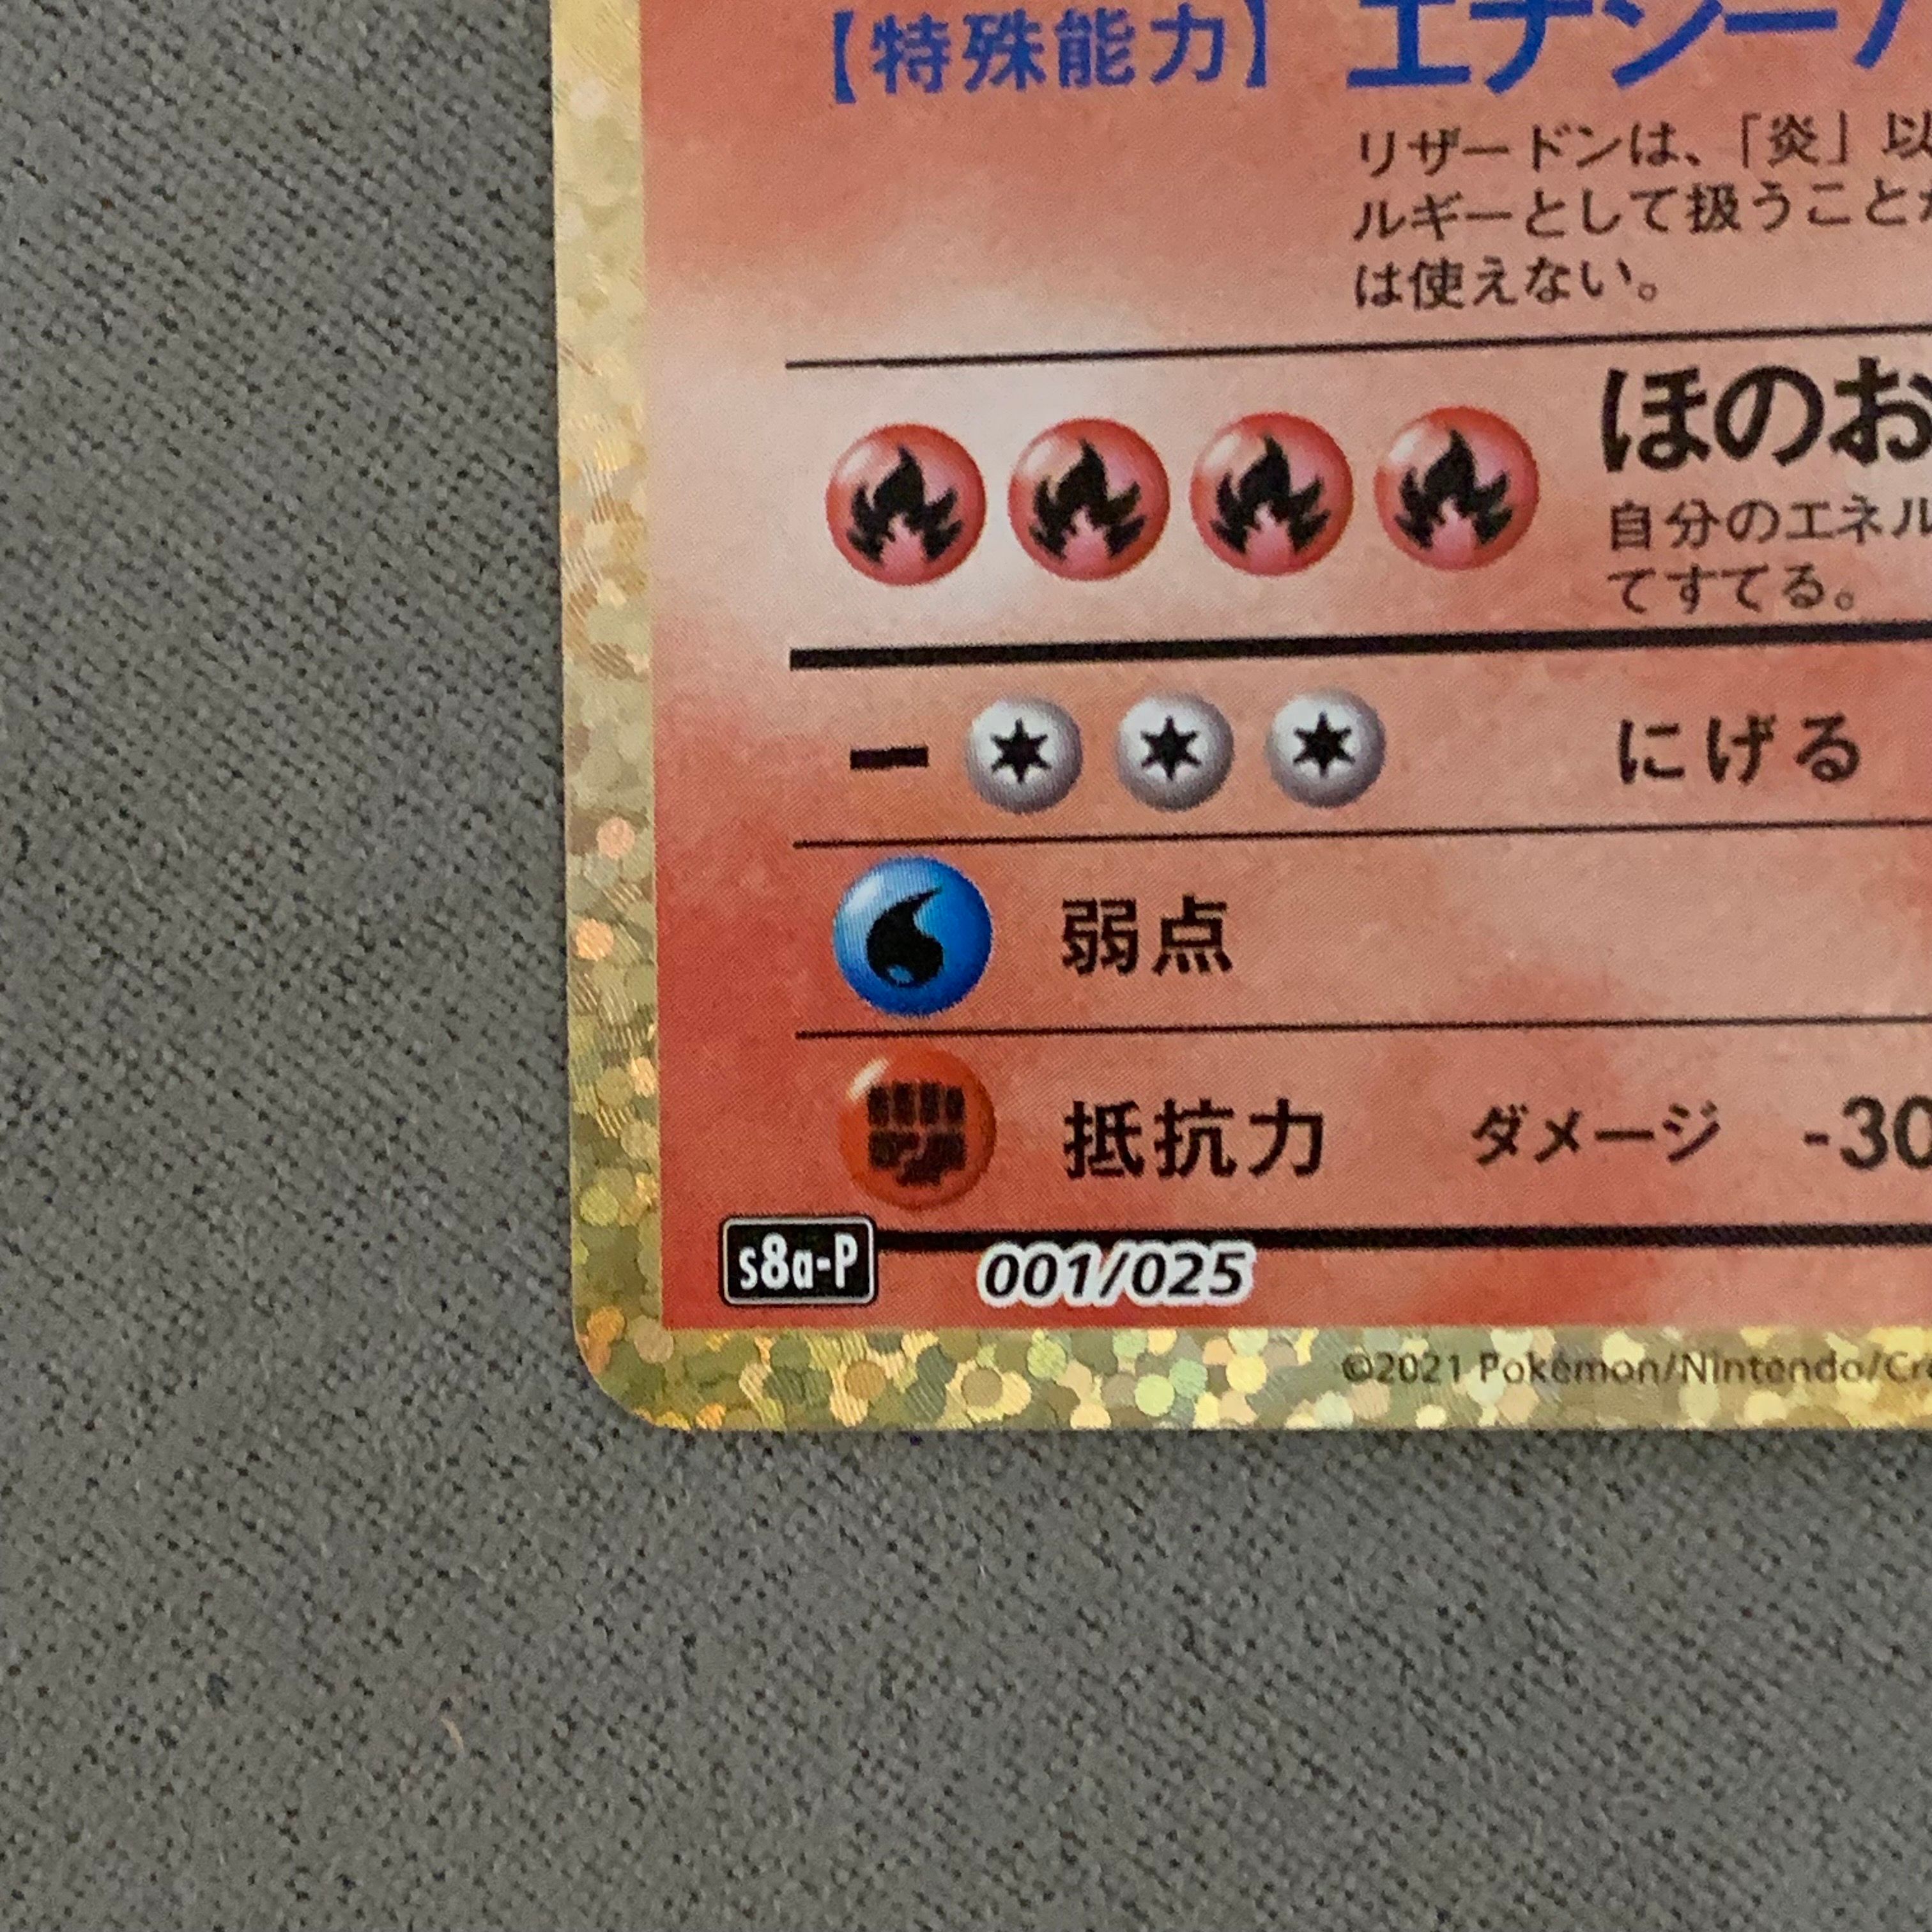 【特殊能力】
リザードンは、「炎」以
ルギーとして扱うことが
は使えない。
ほのお
自分のエネル
てすてる。
にげる
弱点
抵抗力 ダメージ -30
s8a-P 001/025
©2021 Pokémon/Nintendo/Cr